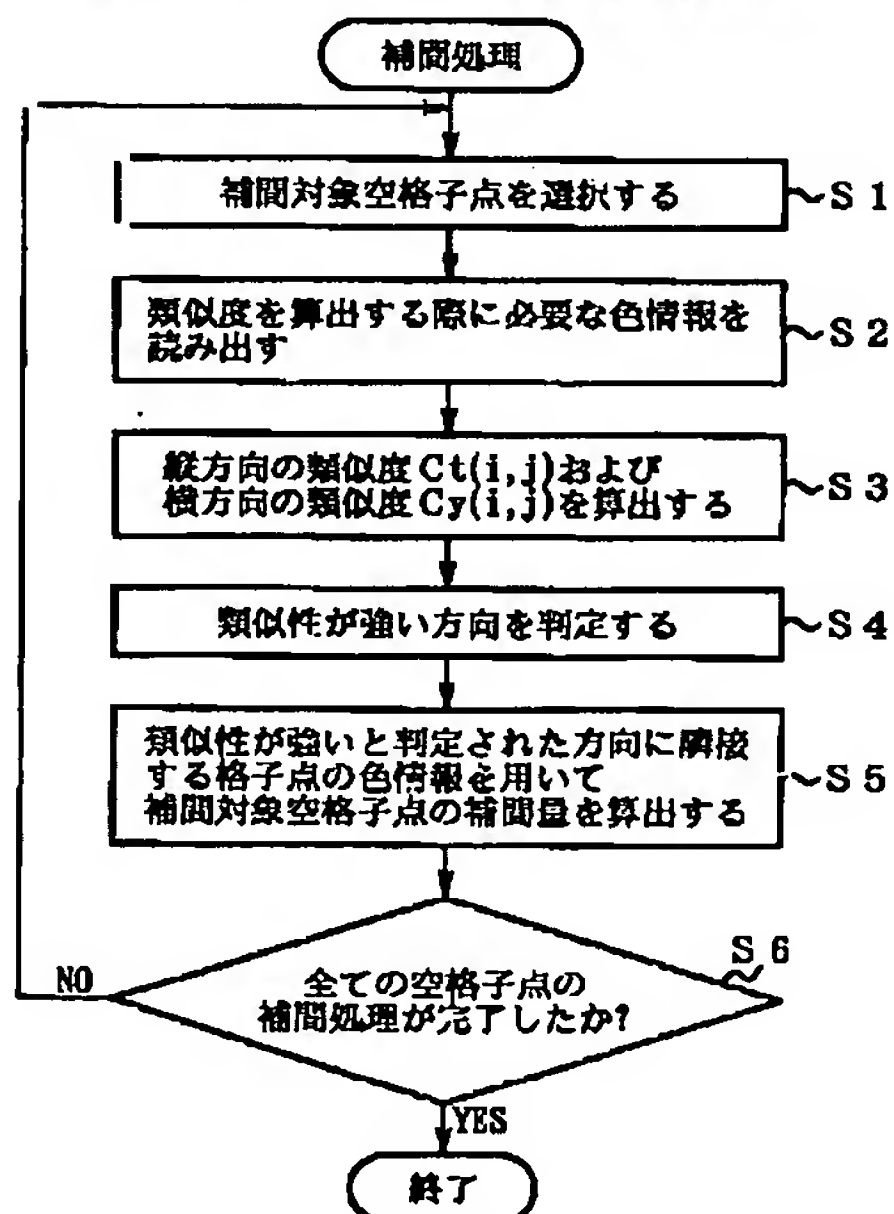 補間処理
補間対象空格子点を選択する
～S 1
類似度を算出する際に必要な色情報を
読み出す
～S 2
縦方向の類似度Ct(i,j)および
横方向の類似度Cy(i,j)を算出する
～S 3
類似性が強い方向を判定する
～S 4
類似性が強いと判定された方向に隣接
する格子点の色情報を用いて
補間対象空格子点の補間量を算出する
～S 5
S 6
NO
全ての空格子点の
補間処理が完了したか?
YES
終了